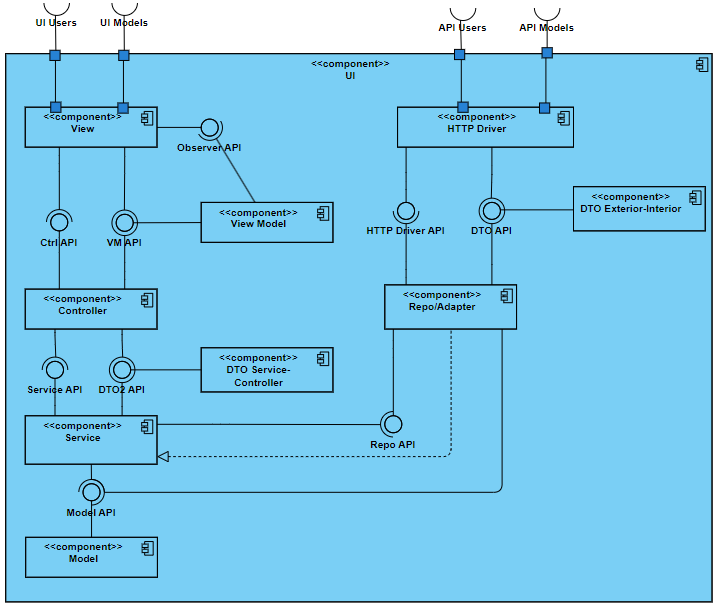 UI Users
UI Models
API Users
API Models
<<component>>
UI
<<component>>
View
<<component>>
HTTP Driver
Observer API
<<component>>
DTO Exterior-Interior
<<component>>
View Model
Ctrl API
VM API
HTTP Driver API
DTO API
<<component>>
Controller
<<component>>
Repo/Adapter
<<component>>
DTO Service-
Controller
Service API
DTO2 API
<<component>>
Service
Repo API
Model API
<<component>>
Model